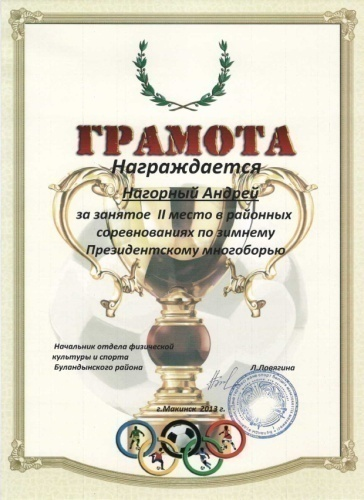 ГРАМОТА
Награждается
Нагорный Андрей
за занятое II место в районных
соревнованиях по зимнему
Президентскому многоборью
Начальник отдела физической
культуры и спорта
Буландынского района
Л.Ловягина
г.Макинск 2013 г.